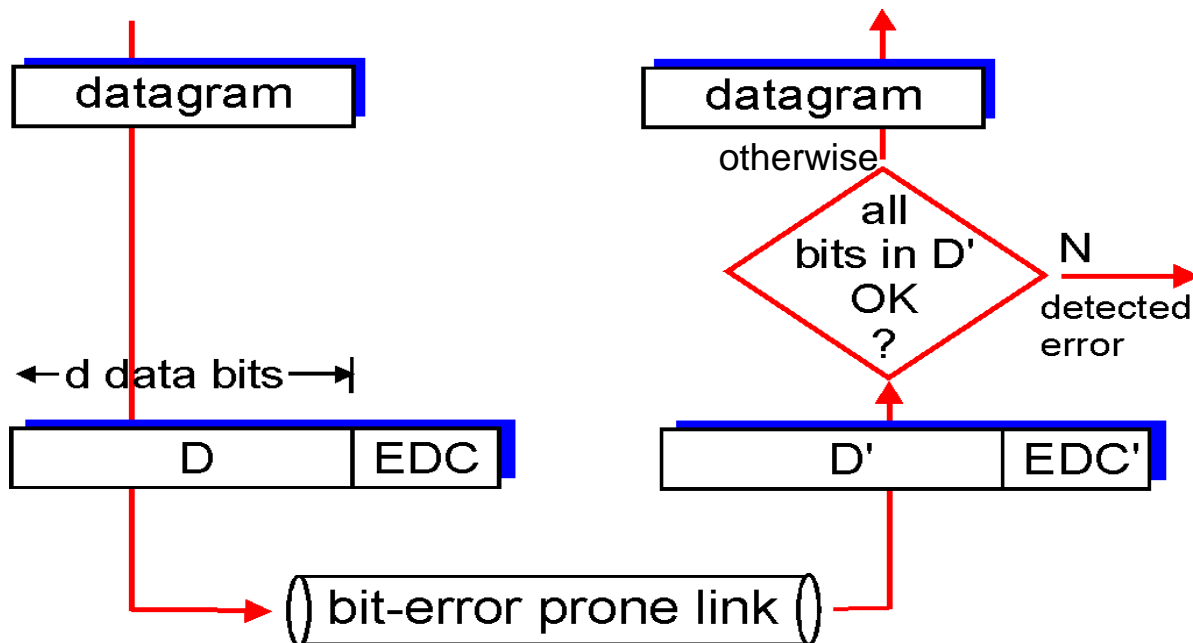 datagram
d data bits
D
EDC
bit-error prone link
datagram
otherwise
all
bits in D'
OK
?
N
detected
error
D'
EDC'